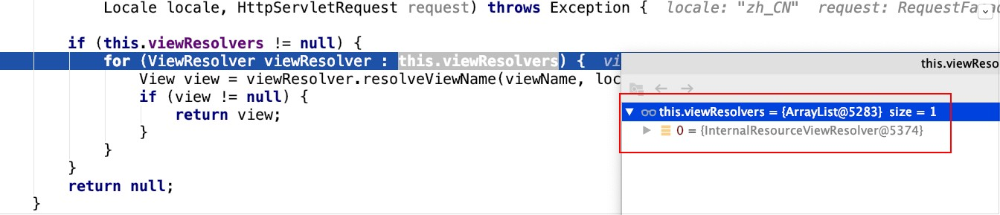 Locale locale, HttpServletRequest request) throws Exception { locale: "zh_CN" request: RequestFa
if (this.viewResolvers != null) {
for (ViewResolver viewResolver : this.viewResolvers) { vi
this.viewReso
View view = viewResolver.resolveViewName(viewName, loc
if (view != null) {
this.viewResolvers = {ArrayList@5283} size = 1
return view;
0 = {InternalResourceViewResolver@5374}
}
}
}
return null;
}